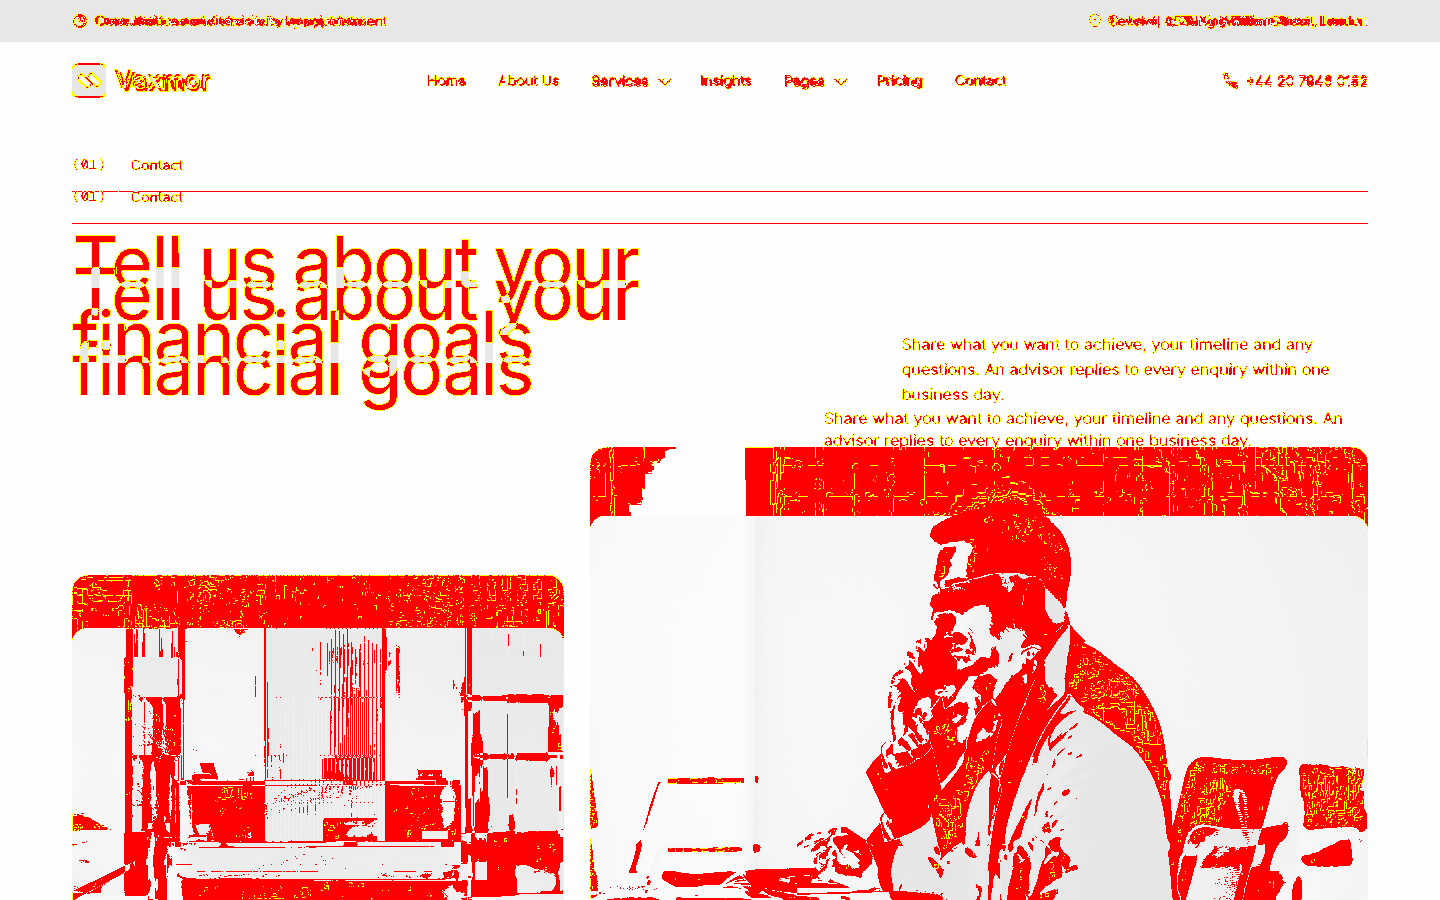 Vaxmor
Home About Us Services Insights Pages Pricing Contact
+44 20 7946
(01) Contact
(01) Contact
Tell us about your
Tell us about your
financial goals
financial goals
Share what you want to achieve, your timeline and any
questions. An advisor replies to every enquiry within one
business day.
Share what you want to achieve, your timeline and any questions. An
advisor replies to every enquiry within one business day.